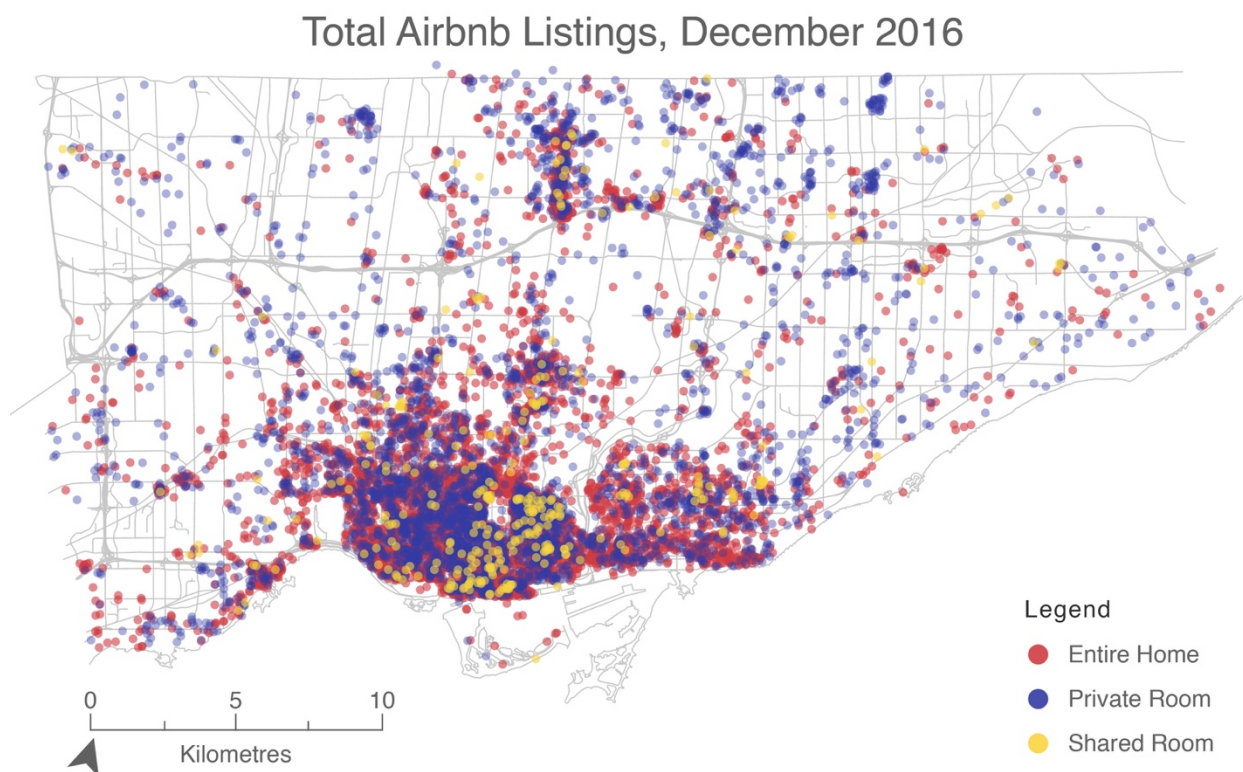 Total Airbnb Listings, December 2016
Legend
Entire Home
Private Room
Shared Room
0 5 10
Kilometres